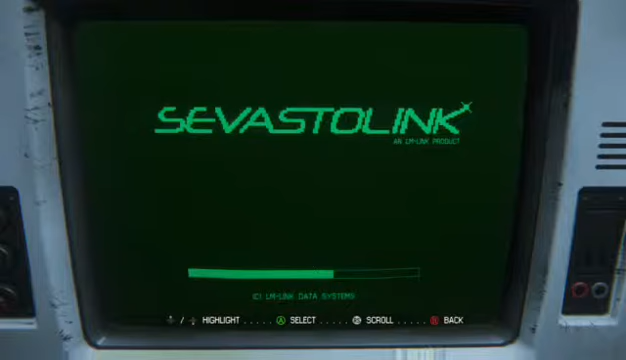 SEVASTOLINK
AN LM-LINK PRODUCT
(C) LM-LINK DATA SYSTEMS
/ HIGHLIGHT ..... A SELECT ..... SCROLL ..... B BACK